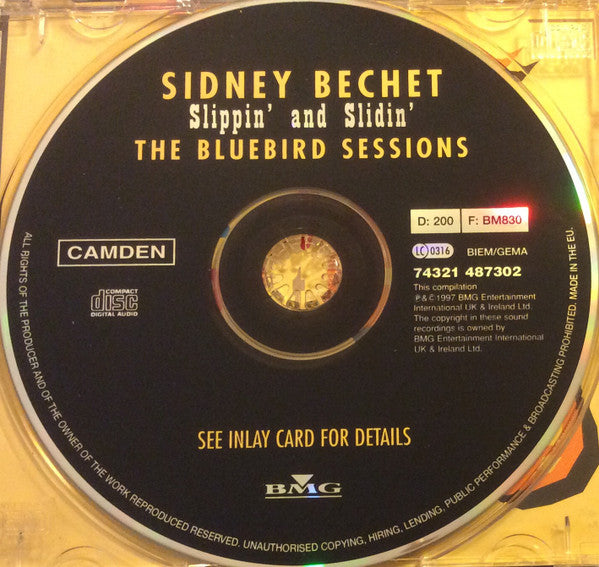 SIDNEY BECHET
Slippin' and Slidin'
THE BLUEBIRD SESSIONS
D: 200 F: BM830
CAMDEN
LC 0316 BIEM/GEMA
74321 487302
This compilation
℗ & © 1997 BMG Entertainment
International UK & Ireland Ltd.
The copyright in these sound
recordings is owned by
BMG Entertainment International
UK & Ireland Ltd.
COMPACT
disc
DIGITAL AUDIO
SEE INLAY CARD FOR DETAILS
BMG
ALL RIGHTS OF THE PRODUCER AND OF THE OWNER OF THE WORK REPRODUCED RESERVED. UNAUTHORISED COPYING, HIRING, LENDING, PUBLIC PERFORMANCE & BROADCASTING PROHIBITED. MADE IN THE EU.